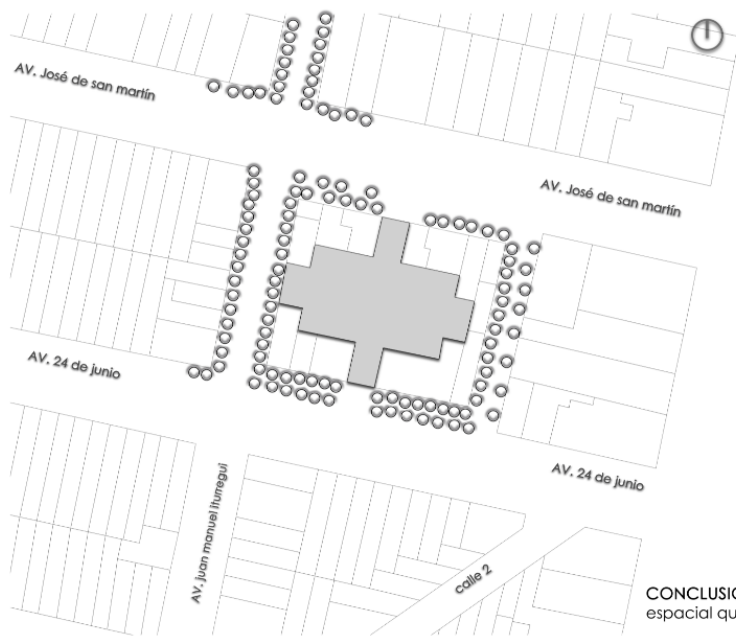 AV. José de san martín
AV. José de san martín
AV. 24 de junio
AV. 24 de junio
AV. juan manuel iturregui
calle 2
CONCLUSIO
espacial qu